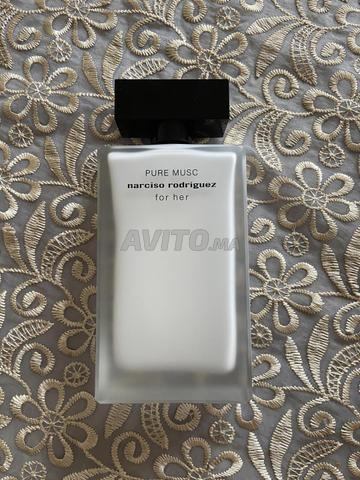 PURE MUSC
narciso rodriguez
for her
AVITO.MA